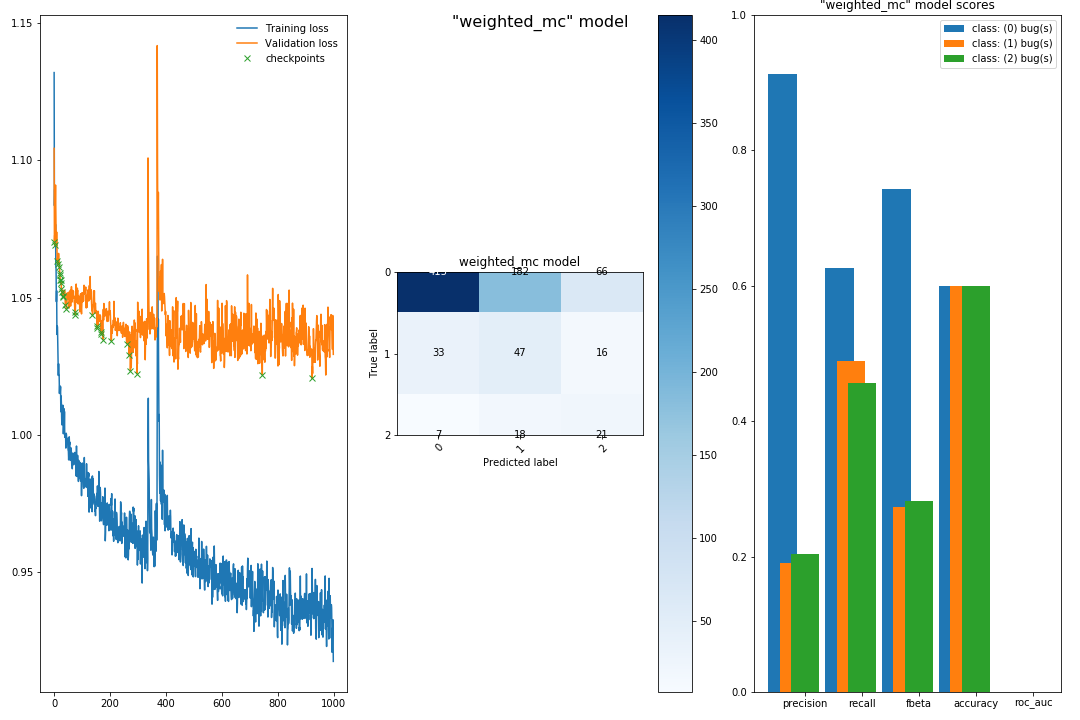 "weighted_mc" model
1.15
1.10
1.05
1.00
0.95
0
200
400
600
800
1000
Training loss
Validation loss
checkpoints
weighted_mc model
True label
0
1
2
182
66
33
47
16
7
18
21
0
1
2
Predicted label
400
350
300
250
200
150
100
50
"weighted_mc" model scores
1.0
0.8
0.6
0.4
0.2
0.0
class: (0) bug(s)
class: (1) bug(s)
class: (2) bug(s)
precision
recall
fbeta
accuracy
roc_auc